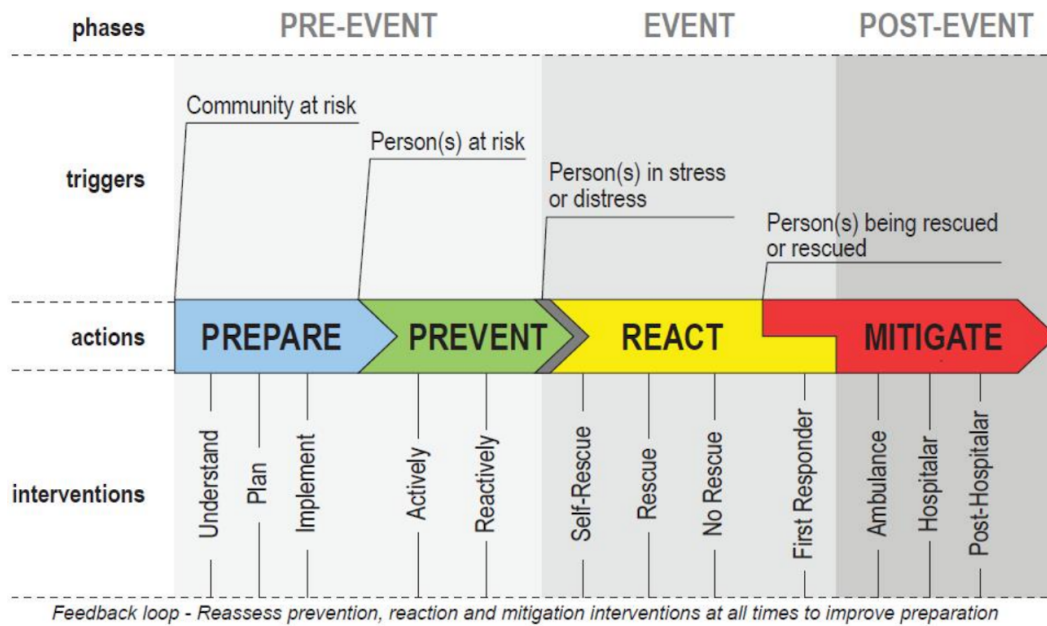 phases
PRE-EVENT
EVENT
POST-EVENT
triggers
Community at risk
Person(s) at risk
Person(s) in stress
or distress
Person(s) being rescued
or rescued
actions
PREPARE
PREVENT
REACT
MITIGATE
interventions
Understand
Plan
Implement
Actively
Reactively
Self-Rescue
Rescue
No Rescue
First Responder
Ambulance
Hospitalar
Post-Hospitalar
Feedback loop - Reassess prevention, reaction and mitigation interventions at all times to improve preparation